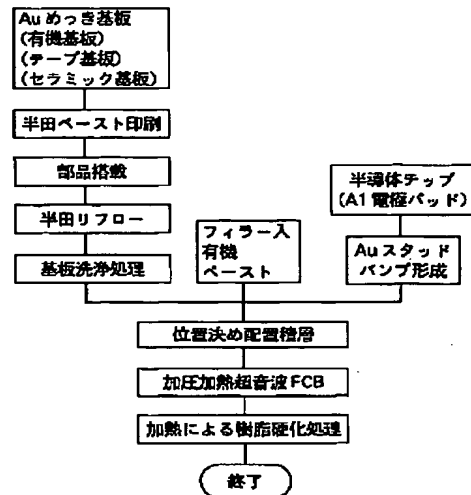 Auめっき基板
(有機基板)
(テープ基板)
(セラミック基板)
半田ペースト印刷
部品搭載
半田リフロー
基板洗浄処理
フィラー入
有機
ペースト
半導体チップ
(A1電極パッド)
Auスタッド
バンプ形成
位置決め配置積層
加圧加熱超音波FCB
加熱による樹脂硬化処理
終了